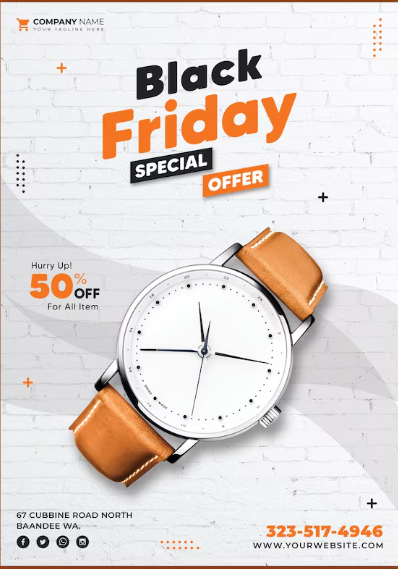 COMPANY NAME
YOUR TAGLINE HERE
Black
Friday
SPECIAL
OFFER
Hurry Up!
50% OFF
For All Item
67 CUBBINE ROAD NORTH
BAANDEE WA.
323-517-4946
WWW.YOURWEBSITE.COM